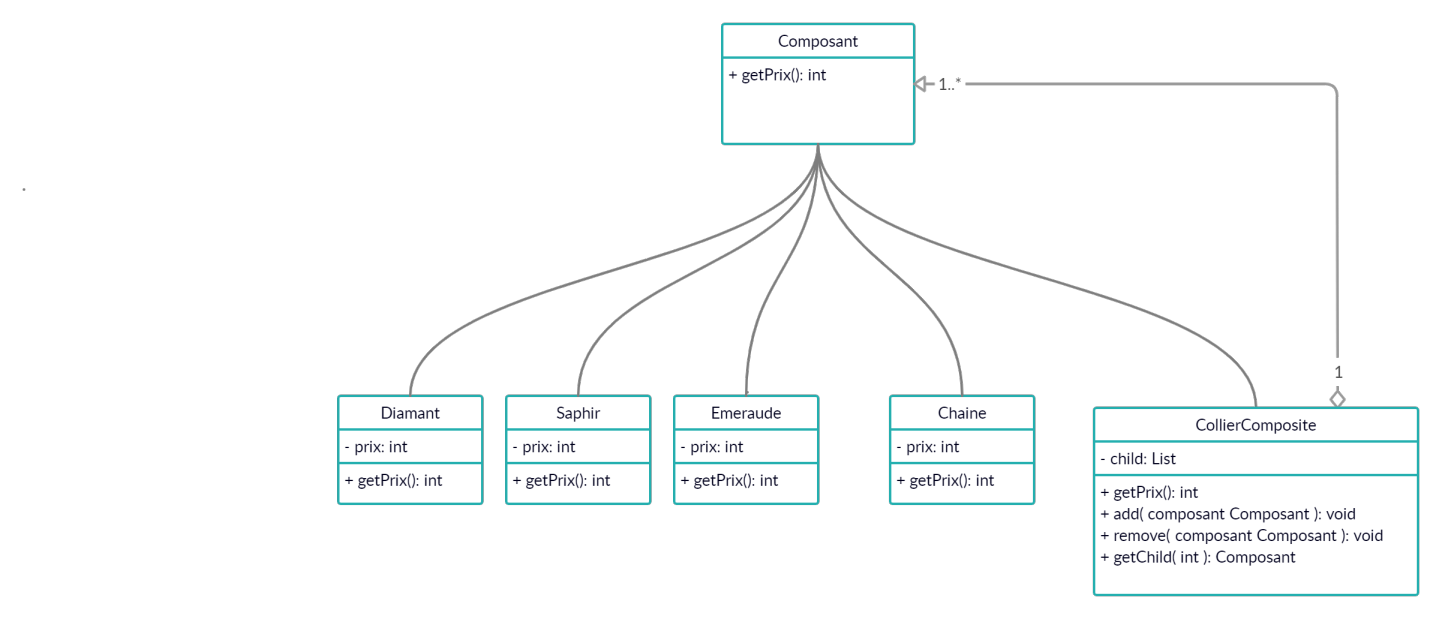 Composant
+ getPrix(): int
1..*
1
Diamant
- prix: int
+ getPrix(): int
Saphir
- prix: int
+ getPrix(): int
Emeraude
- prix: int
+ getPrix(): int
Chaine
- prix: int
+ getPrix(): int
CollierComposite
- child: List
+ getPrix(): int
+ add( composant Composant ): void
+ remove( composant Composant ): void
+ getChild( int ): Composant